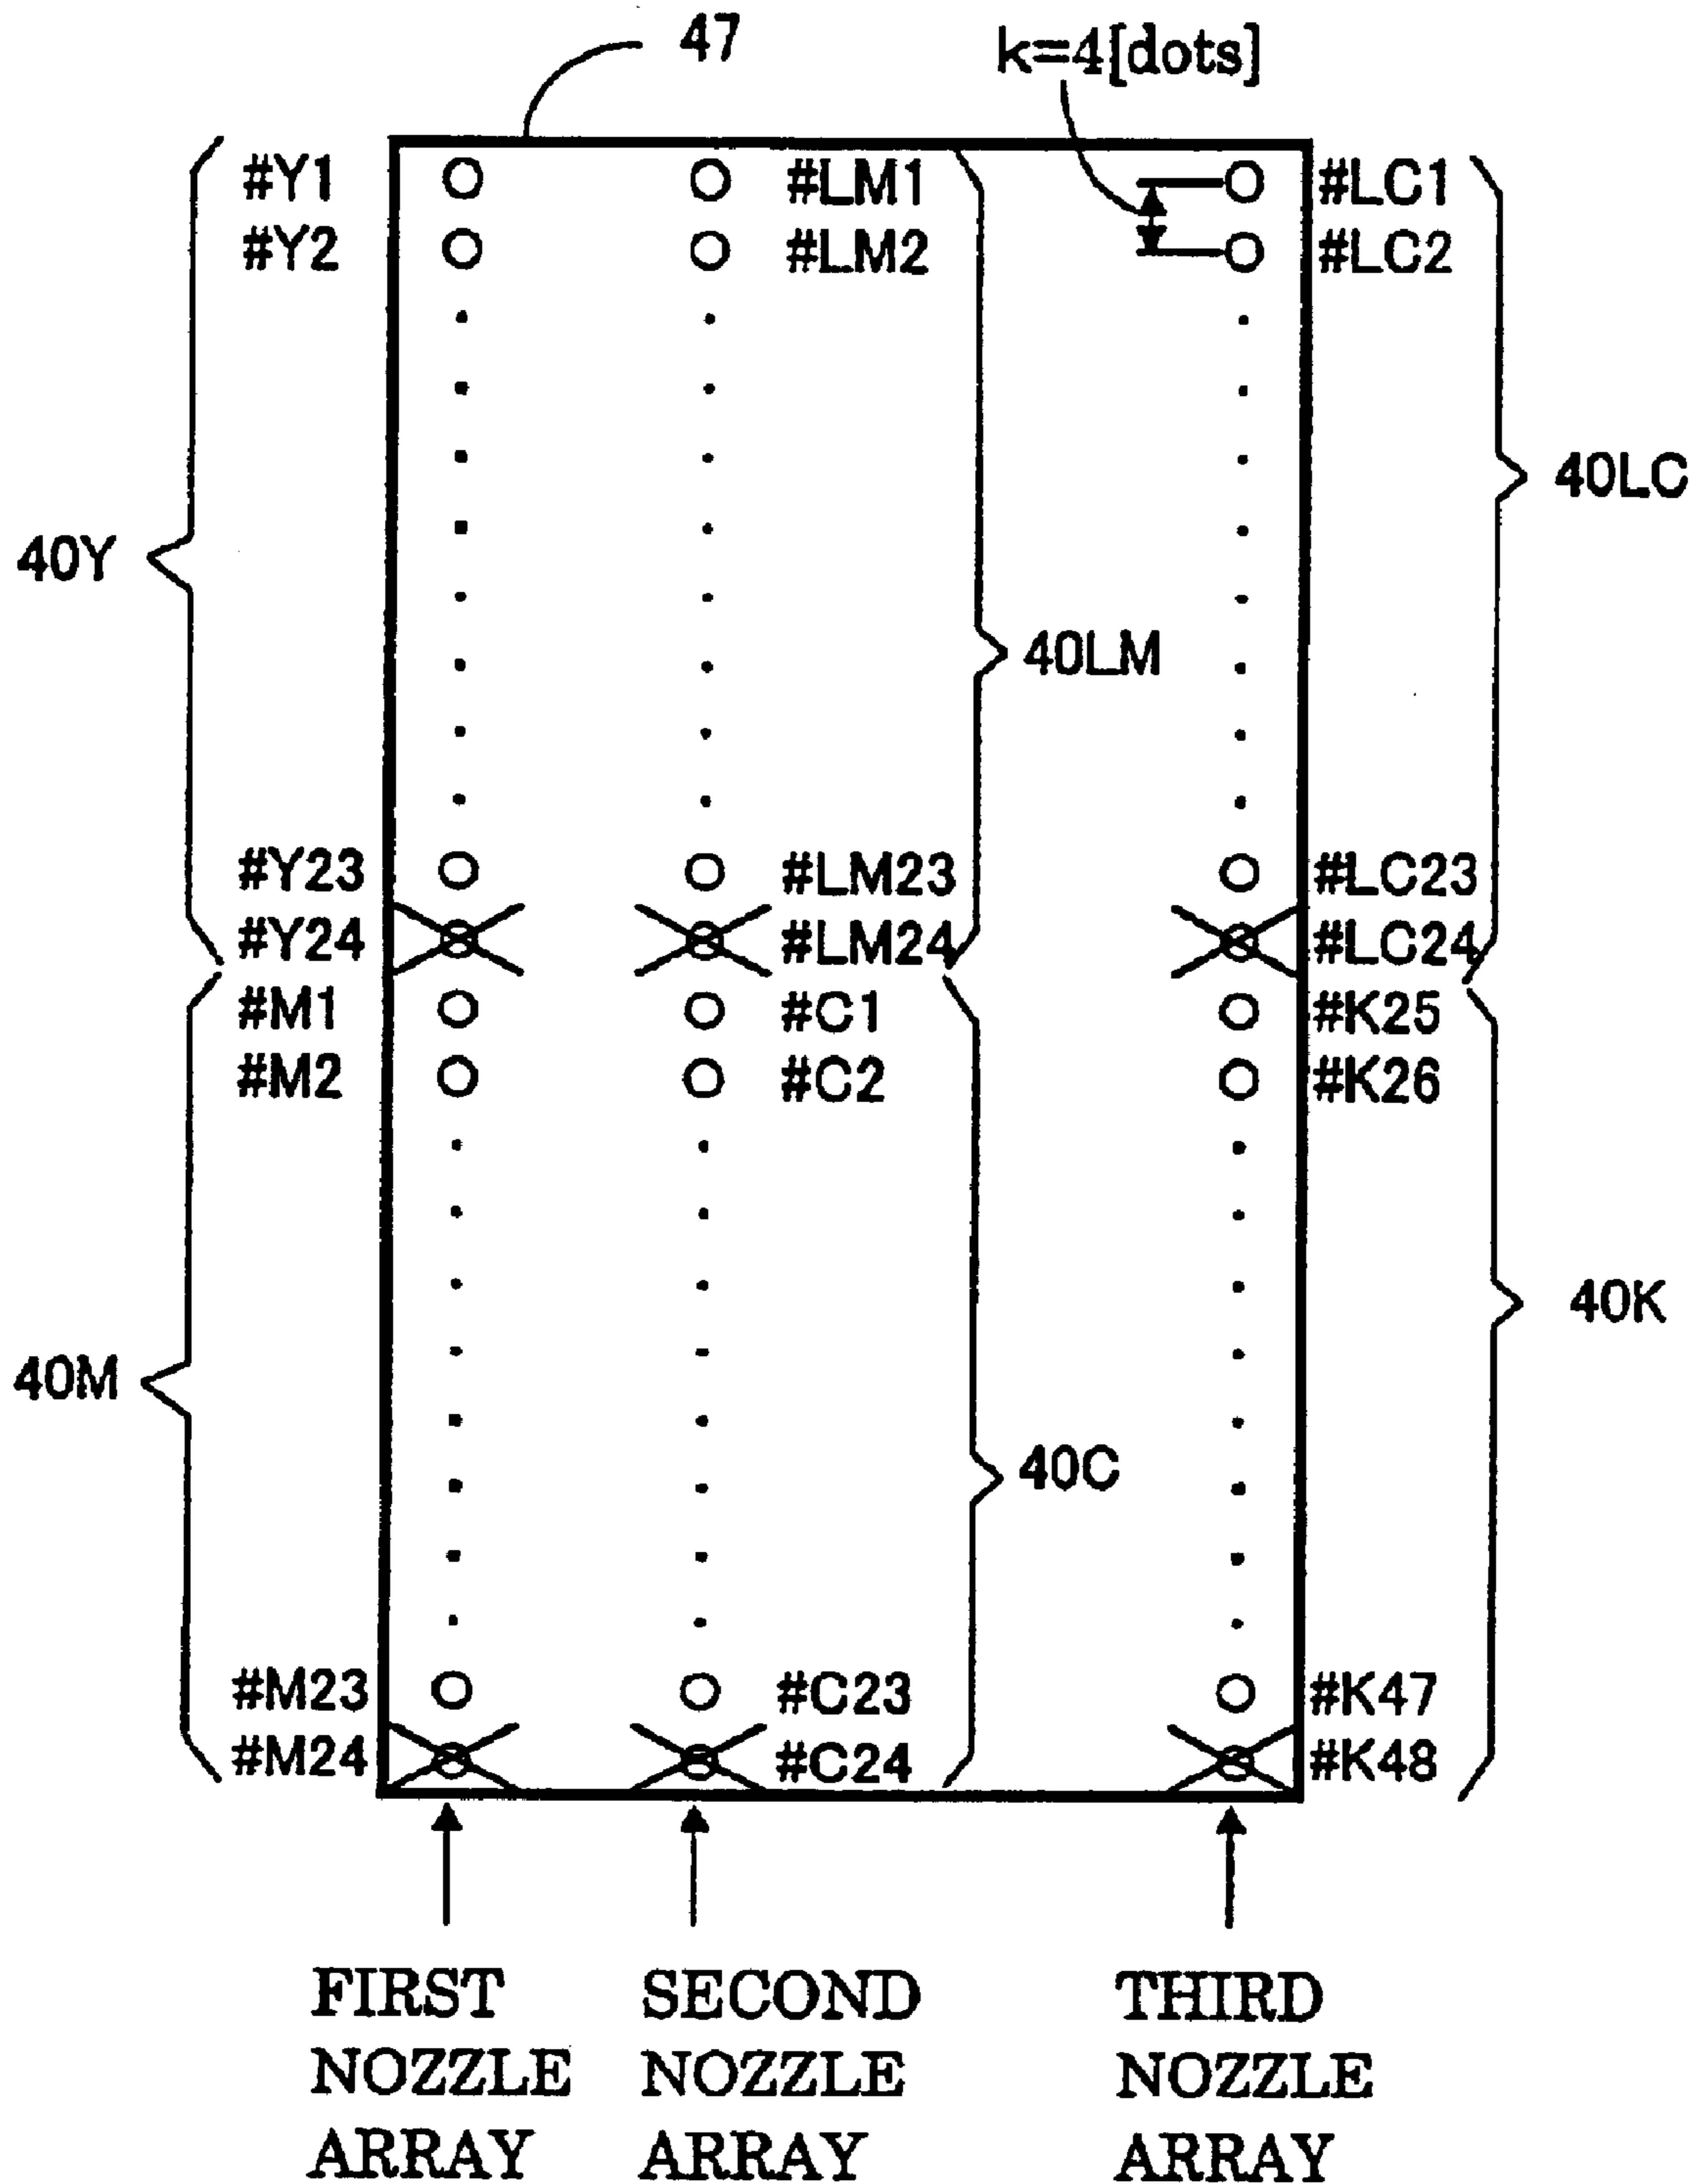 47
k=4[dots]
#Y1 #LM1 #LC1
#Y2 #LM2 #LC2
40LC
40Y
40LM
#Y23 #LM23 #LC23
#Y24 #LM24 #LC24
#M1 #C1 #K25
#M2 #C2 #K26
40K
40M
40C
#M23 #C23 #K47
#M24 #C24 #K48
FIRST NOZZLE ARRAY
SECOND NOZZLE ARRAY
THIRD NOZZLE ARRAY